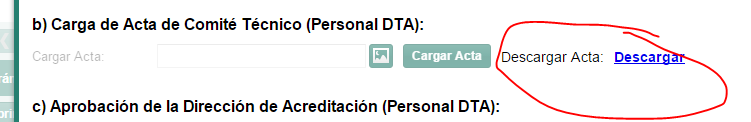 b) Carga de Acta de Comité Técnico (Personal DTA):
Cargar Acta: Cargar Acta Descargar Acta: Descargar
c) Aprobación de la Dirección de Acreditación (Personal DTA):